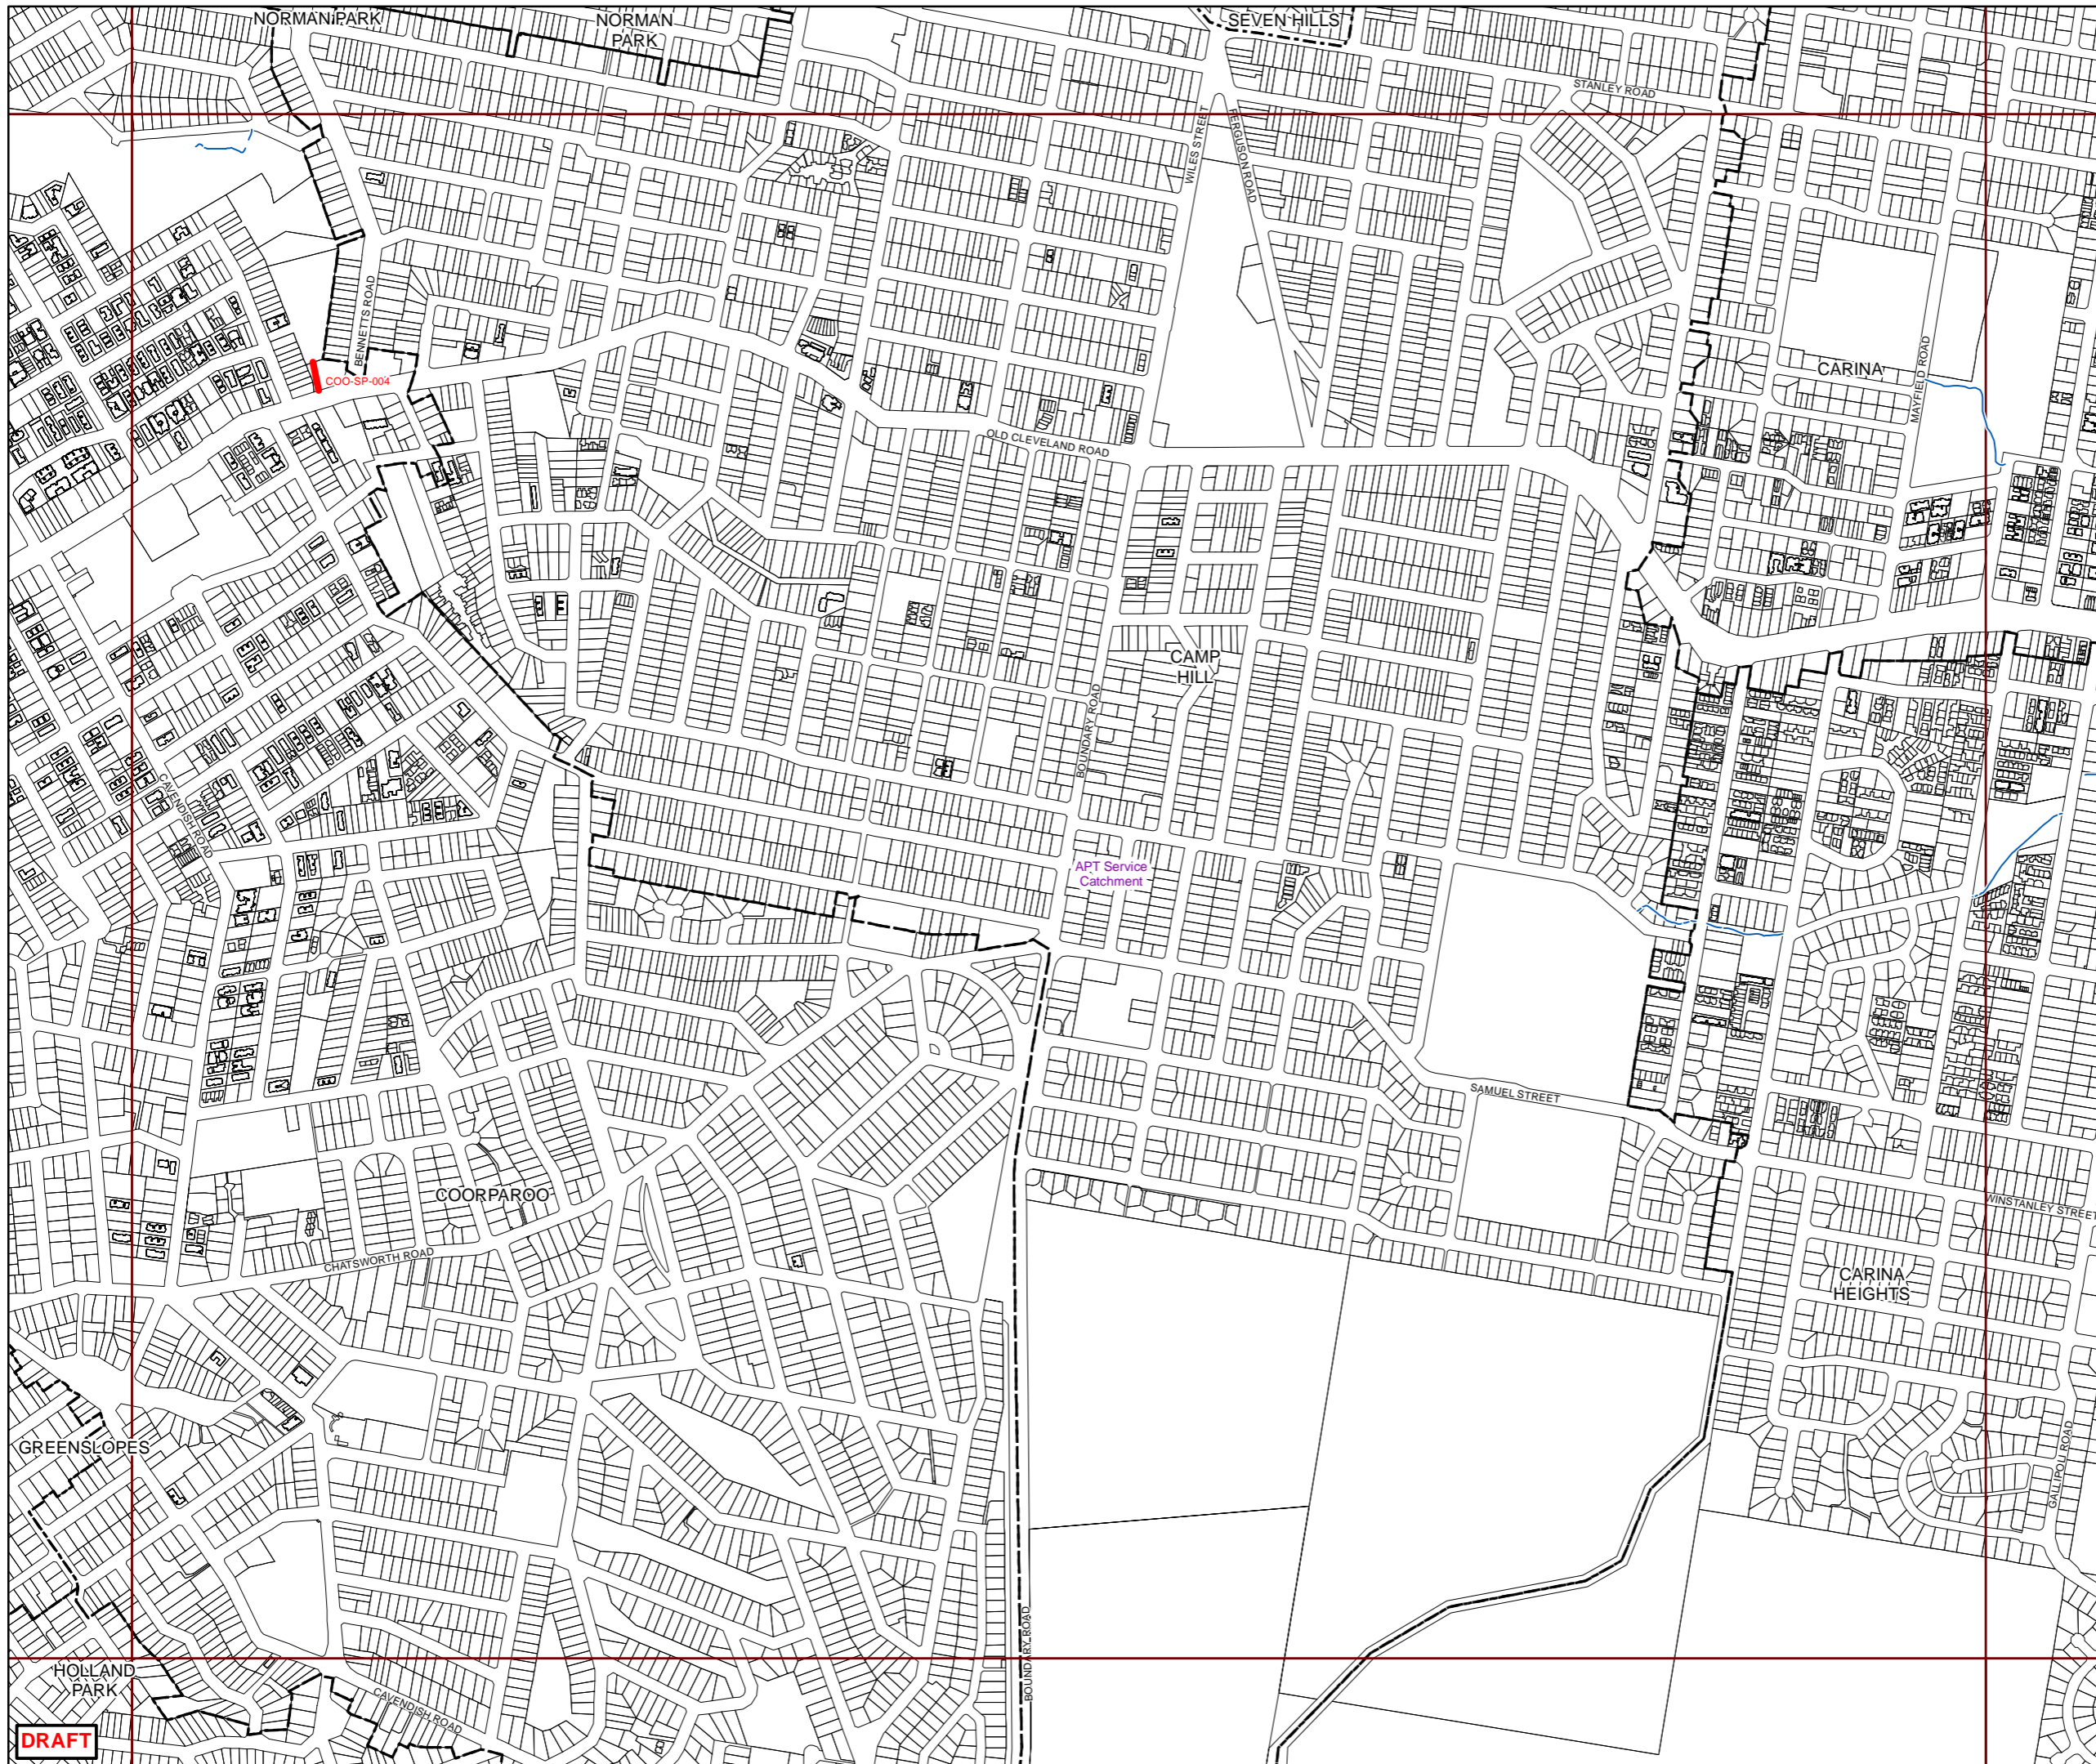 NORMAN PARK
NORMAN
PARK
SEVEN HILLS
STANLEY ROAD
WILES STREET
FERGUSON ROAD
BENNETTS ROAD
MAYFIELD ROAD
CARINA
COO-SP-004
OLD CLEVELAND ROAD
CAMP
HILL
BOUNDARY ROAD
CAVENDISH ROAD
APT Service
Catchment
SAMUEL STREET
COORPAROO
WINSTANLEY STREET
CHATSWORTH ROAD
CARINA
HEIGHTS
GREENSLOPES
GALLIPOLI ROAD
BOUNDARY ROAD
HOLLAND
PARK
CAVENDISH ROAD
DRAFT